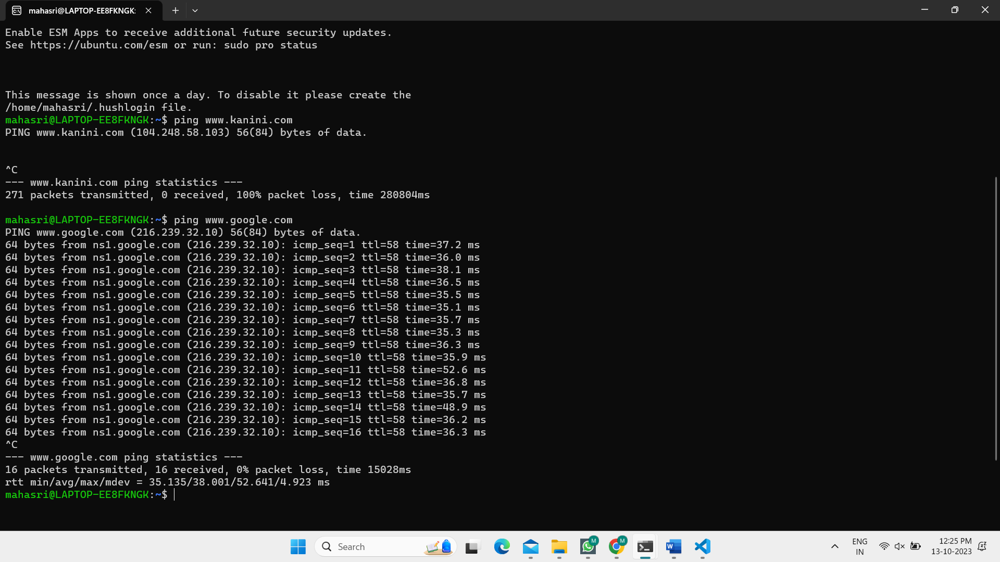 mahasri@LAPTOP-EE8FKNGK:
Enable ESM Apps to receive additional future security updates.
See https://ubuntu.com/esm or run: sudo pro status
This message is shown once a day. To disable it please create the
/home/mahasri/.hushlogin file.
mahasri@LAPTOP-EE8FKNGK:~$ ping www.kanini.com
PING www.kanini.com (104.248.58.103) 56(84) bytes of data.
^C
--- www.kanini.com ping statistics ---
271 packets transmitted, 0 received, 100% packet loss, time 280804ms
mahasri@LAPTOP-EE8FKNGK:~$ ping www.google.com
PING www.google.com (216.239.32.10) 56(84) bytes of data.
64 bytes from ns1.google.com (216.239.32.10): icmp_seq=1 ttl=58 time=37.2 ms
64 bytes from ns1.google.com (216.239.32.10): icmp_seq=2 ttl=58 time=36.0 ms
64 bytes from ns1.google.com (216.239.32.10): icmp_seq=3 ttl=58 time=38.1 ms
64 bytes from ns1.google.com (216.239.32.10): icmp_seq=4 ttl=58 time=36.5 ms
64 bytes from ns1.google.com (216.239.32.10): icmp_seq=5 ttl=58 time=35.5 ms
64 bytes from ns1.google.com (216.239.32.10): icmp_seq=6 ttl=58 time=35.1 ms
64 bytes from ns1.google.com (216.239.32.10): icmp_seq=7 ttl=58 time=35.7 ms
64 bytes from ns1.google.com (216.239.32.10): icmp_seq=8 ttl=58 time=35.3 ms
64 bytes from ns1.google.com (216.239.32.10): icmp_seq=9 ttl=58 time=36.3 ms
64 bytes from ns1.google.com (216.239.32.10): icmp_seq=10 ttl=58 time=35.9 ms
64 bytes from ns1.google.com (216.239.32.10): icmp_seq=11 ttl=58 time=52.6 ms
64 bytes from ns1.google.com (216.239.32.10): icmp_seq=12 ttl=58 time=36.8 ms
64 bytes from ns1.google.com (216.239.32.10): icmp_seq=13 ttl=58 time=35.7 ms
64 bytes from ns1.google.com (216.239.32.10): icmp_seq=14 ttl=58 time=48.9 ms
64 bytes from ns1.google.com (216.239.32.10): icmp_seq=15 ttl=58 time=36.2 ms
64 bytes from ns1.google.com (216.239.32.10): icmp_seq=16 ttl=58 time=36.3 ms
^C
--- www.google.com ping statistics ---
16 packets transmitted, 16 received, 0% packet loss, time 15028ms
rtt min/avg/max/mdev = 35.135/38.001/52.641/4.923 ms
mahasri@LAPTOP-EE8FKNGK:~$
Search
M
M
W
ENG
IN
12:25 PM
13-10-2023